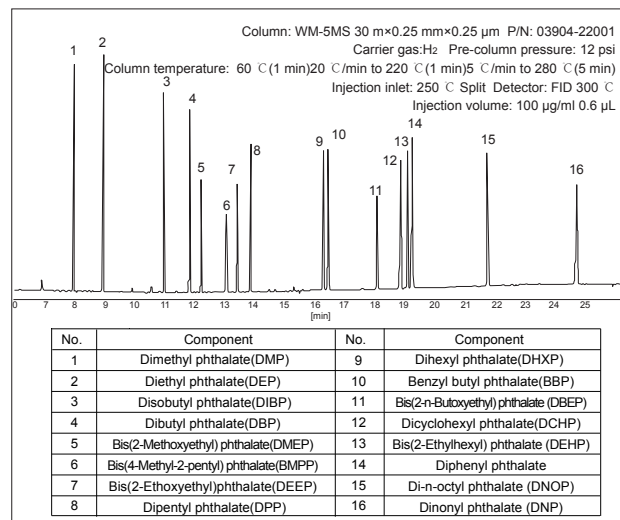 Column: WM-5MS 30 m×0.25 mm×0.25 μm P/N: 03904-22001
Carrier gas:H₂ Pre-column pressure: 12 psi
Column temperature: 60 ℃(1 min)20 ℃/min to 220 ℃(1 min)5 ℃/min to 280 ℃(5 min)
Injection inlet: 250 ℃ Split Detector: FID 300 ℃
Injection volume: 100 μg/ml 0.6 μL
1 2 3 4 5 6 7 8 9 10 11 12 13 14 15 16
0 7 8 9 10 11 12 13 14 15 16 17 18 19 20 21 22 23 24 25
[min]
No. Component No. Component
1 Dimethyl phthalate(DMP) 9 Dihexyl phthalate(DHXP)
2 Diethyl phthalate(DEP) 10 Benzyl butyl phthalate(BBP)
3 Disobutyl phthalate(DIBP) 11 Bis(2-n-Butoxyethyl) phthalate (DBEP)
4 Dibutyl phthalate(DBP) 12 Dicyclohexyl phthalate(DCHP)
5 Bis(2-Methoxyethyl) phthalate(DMEP) 13 Bis(2-Ethylhexyl) phthalate (DEHP)
6 Bis(4-Methyl-2-pentyl) phthalate(BMPP) 14 Diphenyl phthalate
7 Bis(2-Ethoxyethyl)phthalate(DEEP) 15 Di-n-octyl phthalate (DNOP)
8 Dipentyl phthalate(DPP) 16 Dinonyl phthalate (DNP)